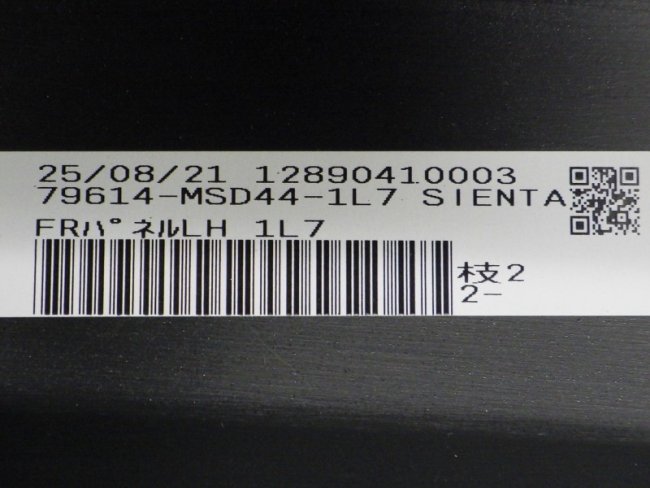 25/08/21 12890410003
79614-MSD44-1L7 SIENTA
FRﾊﾟﾈﾙLH 1L7
枝2
2-